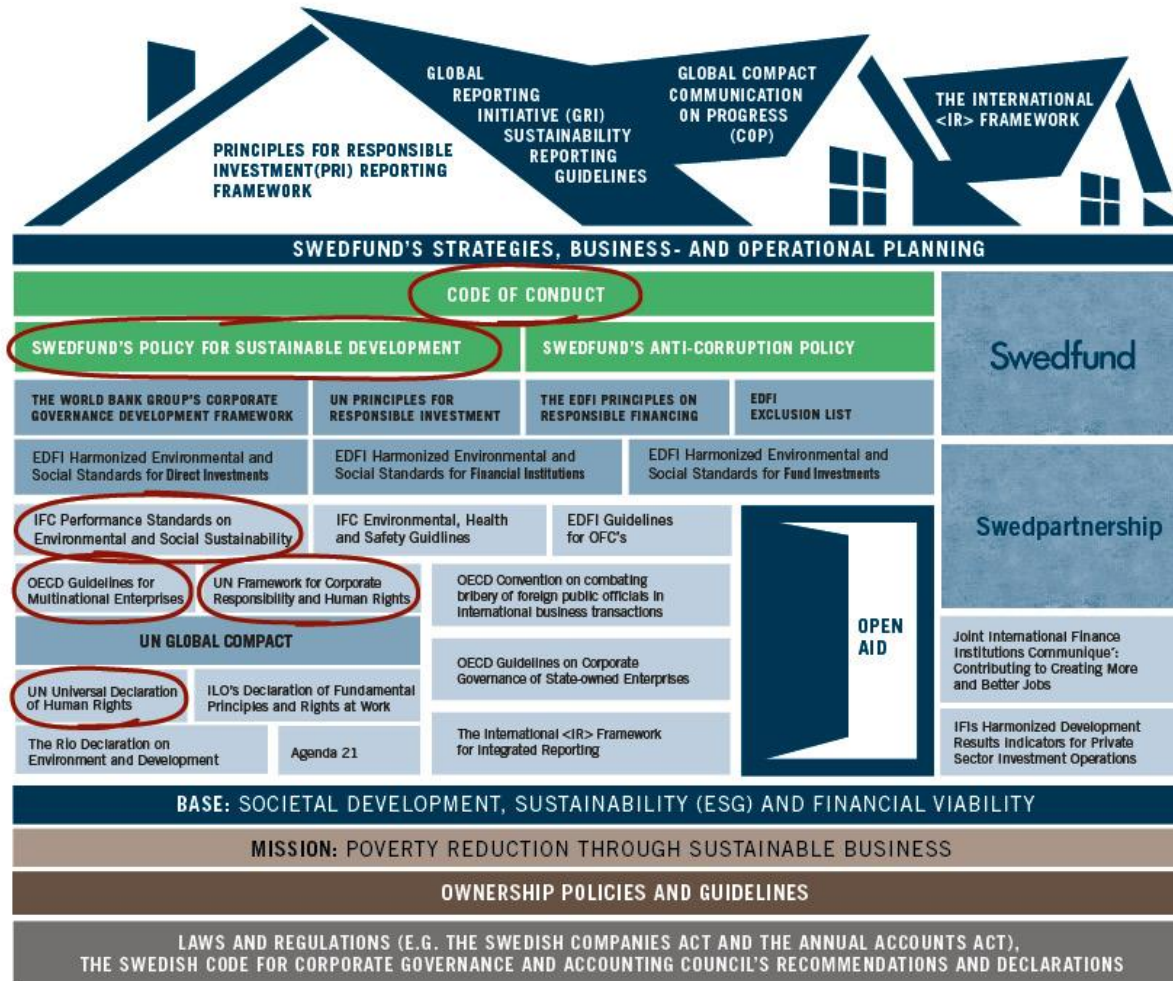 GLOBAL
REPORTING
INITIATIVE (GRI)
SUSTAINABILITY
REPORTING
GUIDELINES
GLOBAL COMPACT
COMMUNICATION
ON PROGRESS
(COP)
THE INTERNATIONAL
<IR> FRAMEWORK
PRINCIPLES FOR RESPONSIBLE
INVESTMENT(PRI) REPORTING
FRAMEWORK
SWEDFUND'S STRATEGIES, BUSINESS- AND OPERATIONAL PLANNING
CODE OF CONDUCT
SWEDFUND'S POLICY FOR SUSTAINABLE DEVELOPMENT
SWEDFUND'S ANTI-CORRUPTION POLICY
Swedfund
THE WORLD BANK GROUP'S CORPORATE
GOVERNANCE DEVELOPMENT FRAMEWORK
UN PRINCIPLES FOR
RESPONSIBLE INVESTMENT
THE EDFI PRINCIPLES ON
RESPONSIBLE FINANCING
EDFI
EXCLUSION LIST
EDFI Harmonized Environmental and
Social Standards for Direct Investments
EDFI Harmonized Environmental and
Social Standards for Financial Institutions
EDFI Harmonized Environmental and
Social Standards for Fund Investments
IFC Performance Standards on
Environmental and Social Sustainability
IFC Environmental, Health
and Safety Guidlines
EDFI Guidelines
for OFC's
Swedpartnership
OECD Guidelines for
Multinational Enterprises
UN Framework for Corporate
Responsibility and Human Rights
OECD Convention on combating
bribery of foreign public officials in
international business transactions
OPEN
AID
UN GLOBAL COMPACT
OECD Guidelines on Corporate
Governance of State-owned Enterprises
Joint International Finance
Institutions Communique´:
Contributing to Creating More
and Better Jobs
UN Universal Declaration
of Human Rights
ILO's Declaration of Fundamental
Principles and Rights at Work
The International <IR> Framework
for Integrated Reporting
IFIs Harmonized Development
Results Indicators for Private
Sector Investment Operations
The Rio Declaration on
Environment and Development
Agenda 21
BASE: SOCIETAL DEVELOPMENT, SUSTAINABILITY (ESG) AND FINANCIAL VIABILITY
MISSION: POVERTY REDUCTION THROUGH SUSTAINABLE BUSINESS
OWNERSHIP POLICIES AND GUIDELINES
LAWS AND REGULATIONS (E.G. THE SWEDISH COMPANIES ACT AND THE ANNUAL ACCOUNTS ACT),
THE SWEDISH CODE FOR CORPORATE GOVERNANCE AND ACCOUNTING COUNCIL'S RECOMMENDATIONS AND DECLARATIONS